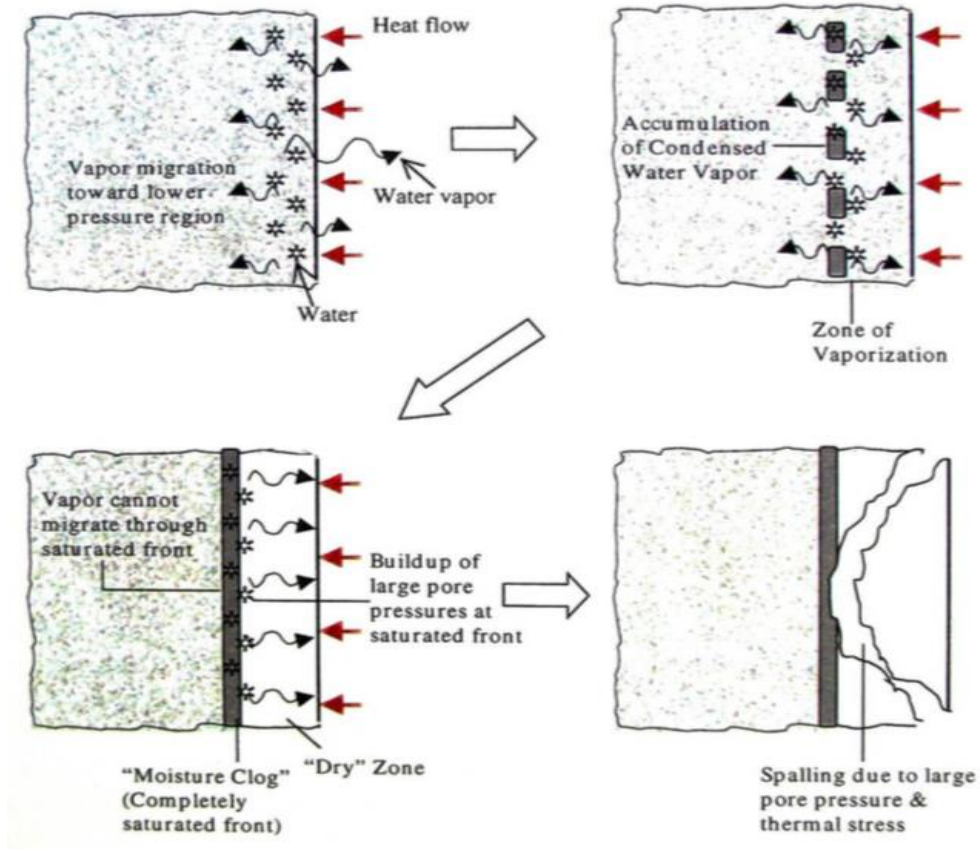 Heat flow
Vapor migration
toward lower
pressure region
Water vapor
Water
Accumulation
of Condensed
Water Vapor
Zone of
Vaporization
Vapor cannot
migrate through
saturated front
Buildup of
large pore
pressures at
saturated front
"Moisture Clog"
(Completely
saturated front)
"Dry" Zone
Spalling due to large
pore pressure &
thermal stress